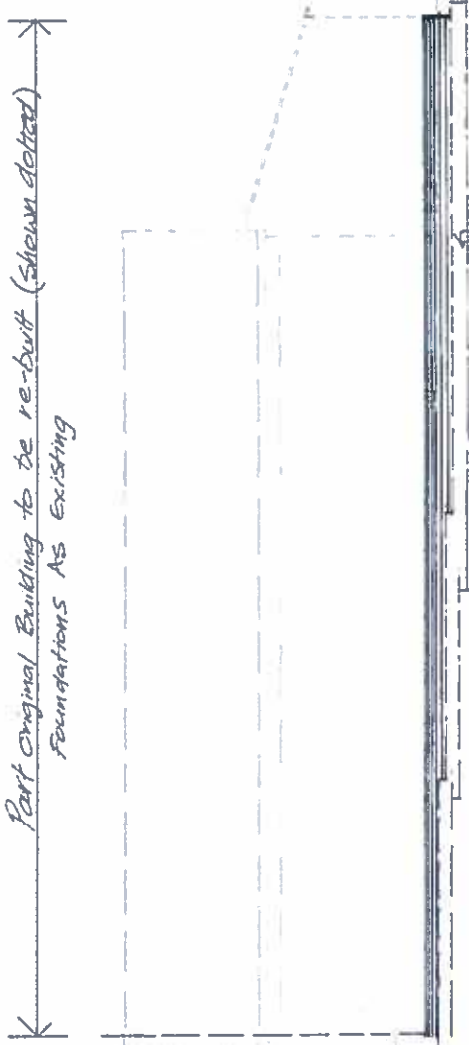 Part Original Building to be re-built (shown dotted)
Foundations As Existing